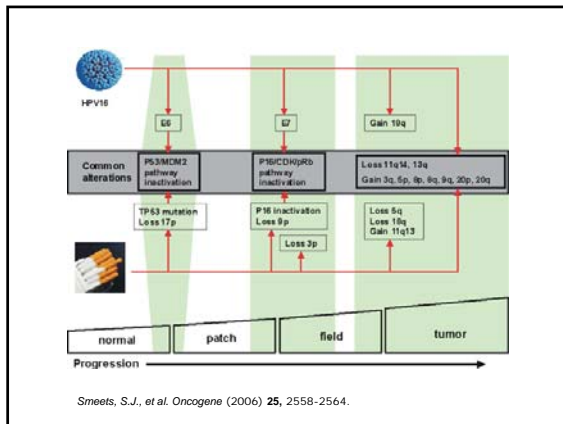 HPV16
E6
E7
Gain 19q
Common
alterations
P53/MDM2
pathway
inactivation
P16/CDK/pRb
pathway
inactivation
Loss 11q14, 13q
Gain 3q, 5p, 8p, 8q, 9q, 20p, 20q
TP53 mutation
Loss 17p
P16 inactivation
Loss 9p
Loss 3p
Loss 5q
Loss 18q
Gain 11q13
normal
patch
field
tumor
Progression
Smeets, S.J., et al. Oncogene (2006) 25, 2558-2564.